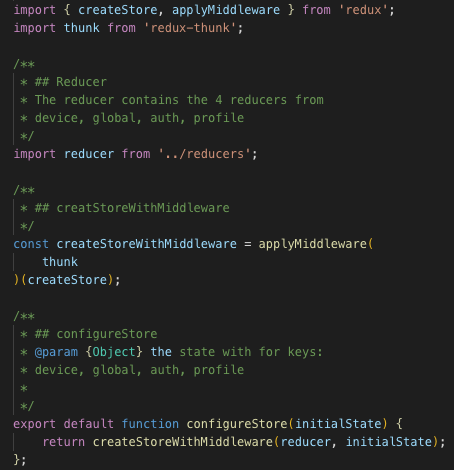 import { createStore, applyMiddleware } from 'redux';
import thunk from 'redux-thunk';

/**
 * ## Reducer
 * The reducer contains the 4 reducers from
 * device, global, auth, profile
 */
import reducer from '../reducers';

/**
 * ## creatStoreWithMiddleware
 */
const createStoreWithMiddleware = applyMiddleware(
    thunk
)(createStore);

/**
 * ## configureStore
 * @param {Object} the state with for keys:
 * device, global, auth, profile
 *
 */
export default function configureStore(initialState) {
    return createStoreWithMiddleware(reducer, initialState);
};